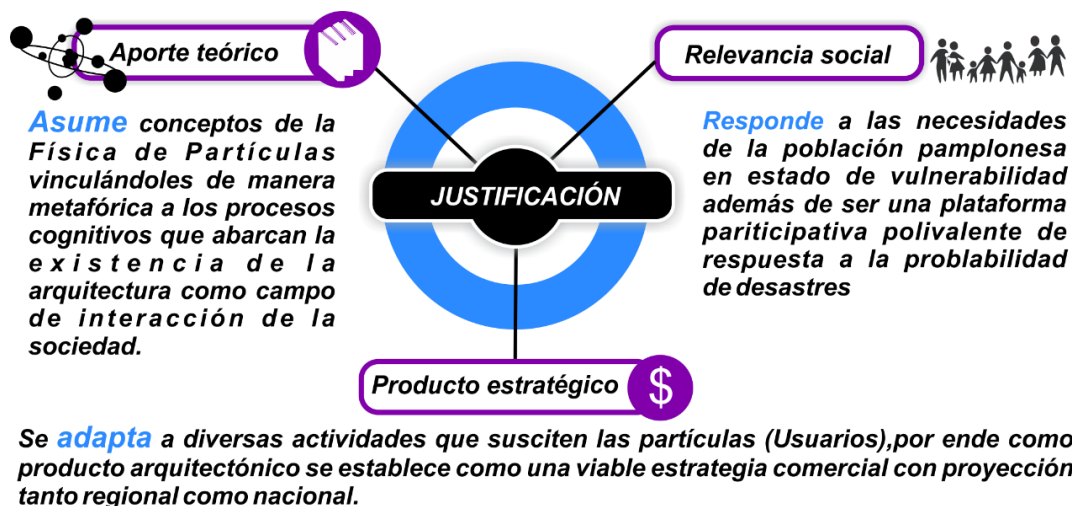 Aporte teórico
Asume conceptos de la
Física de Partículas
vinculándoles de manera
metafórica a los procesos
cognitivos que abarcan la
existencia de la
arquitectura como campo
de interacción de la
sociedad.
Relevancia social
Responde a las necesidades
de la población pamplonesa
en estado de vulnerabilidad
además de ser una plataforma
pariticipativa polivalente de
respuesta a la problabilidad
de desastres
JUSTIFICACIÓN
Producto estratégico
$
Se adapta a diversas actividades que susciten las partículas (Usuarios),por ende como
producto arquitectónico se establece como una viable estrategia comercial con proyección
tanto regional como nacional.